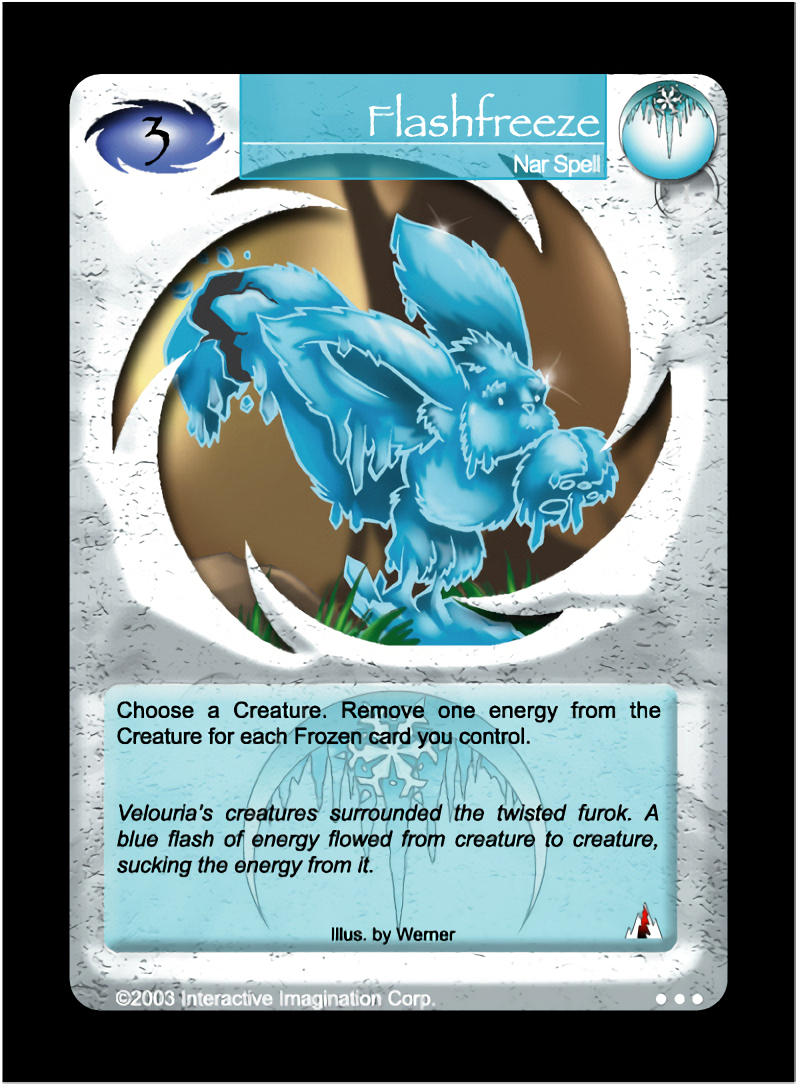 3
Flashfreeze
Nar Spell
Choose a Creature. Remove one energy from the
Creature for each Frozen card you control.
Velouria's creatures surrounded the twisted furok. A
blue flash of energy flowed from creature to creature,
sucking the energy from it.
Illus. by Werner
©2003 Interactive Imagination Corp.